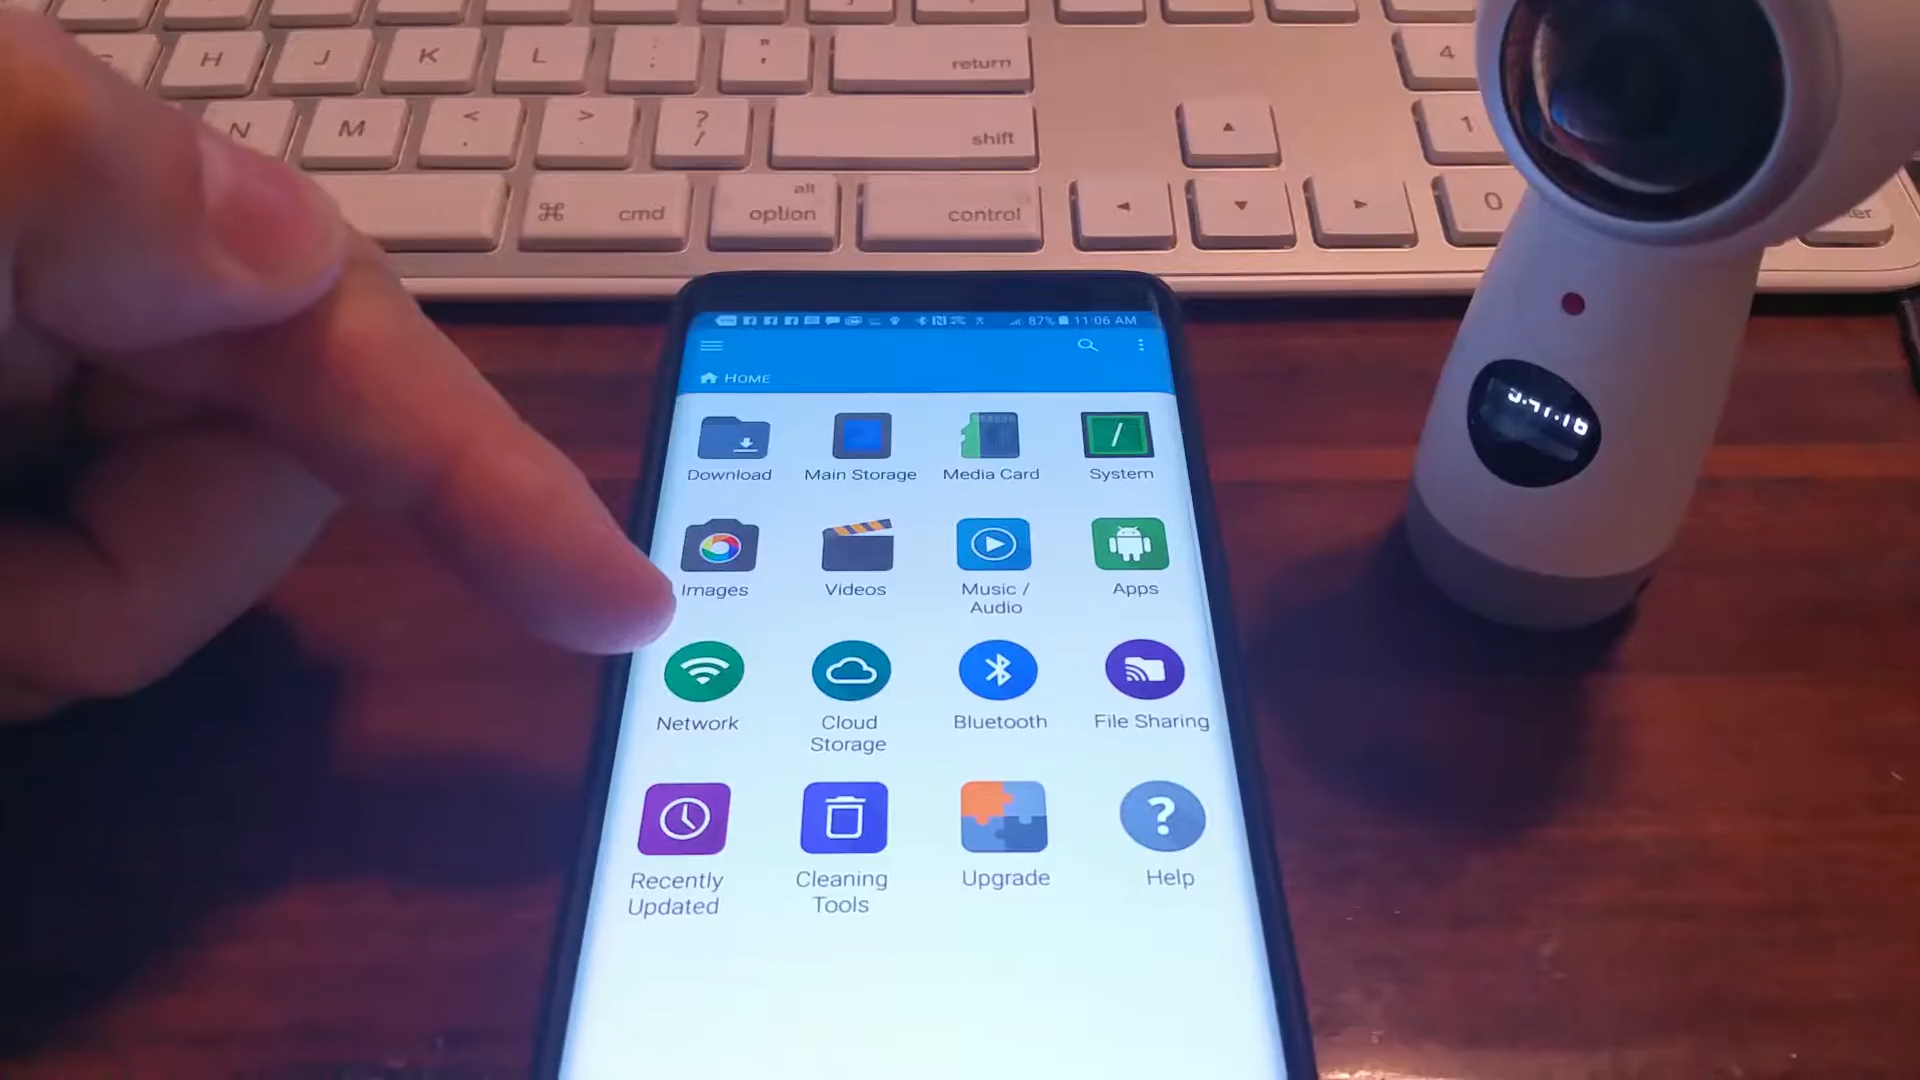 H J K L : ; " ' return 4
N M < , > . ? / shift 1
⌘ cmd alt option control 0
87% 11:06 AM
HOME
Download Main Storage Media Card System
Images Videos Music / Audio Apps
Network Cloud Storage Bluetooth File Sharing
Recently Updated Cleaning Tools Upgrade Help